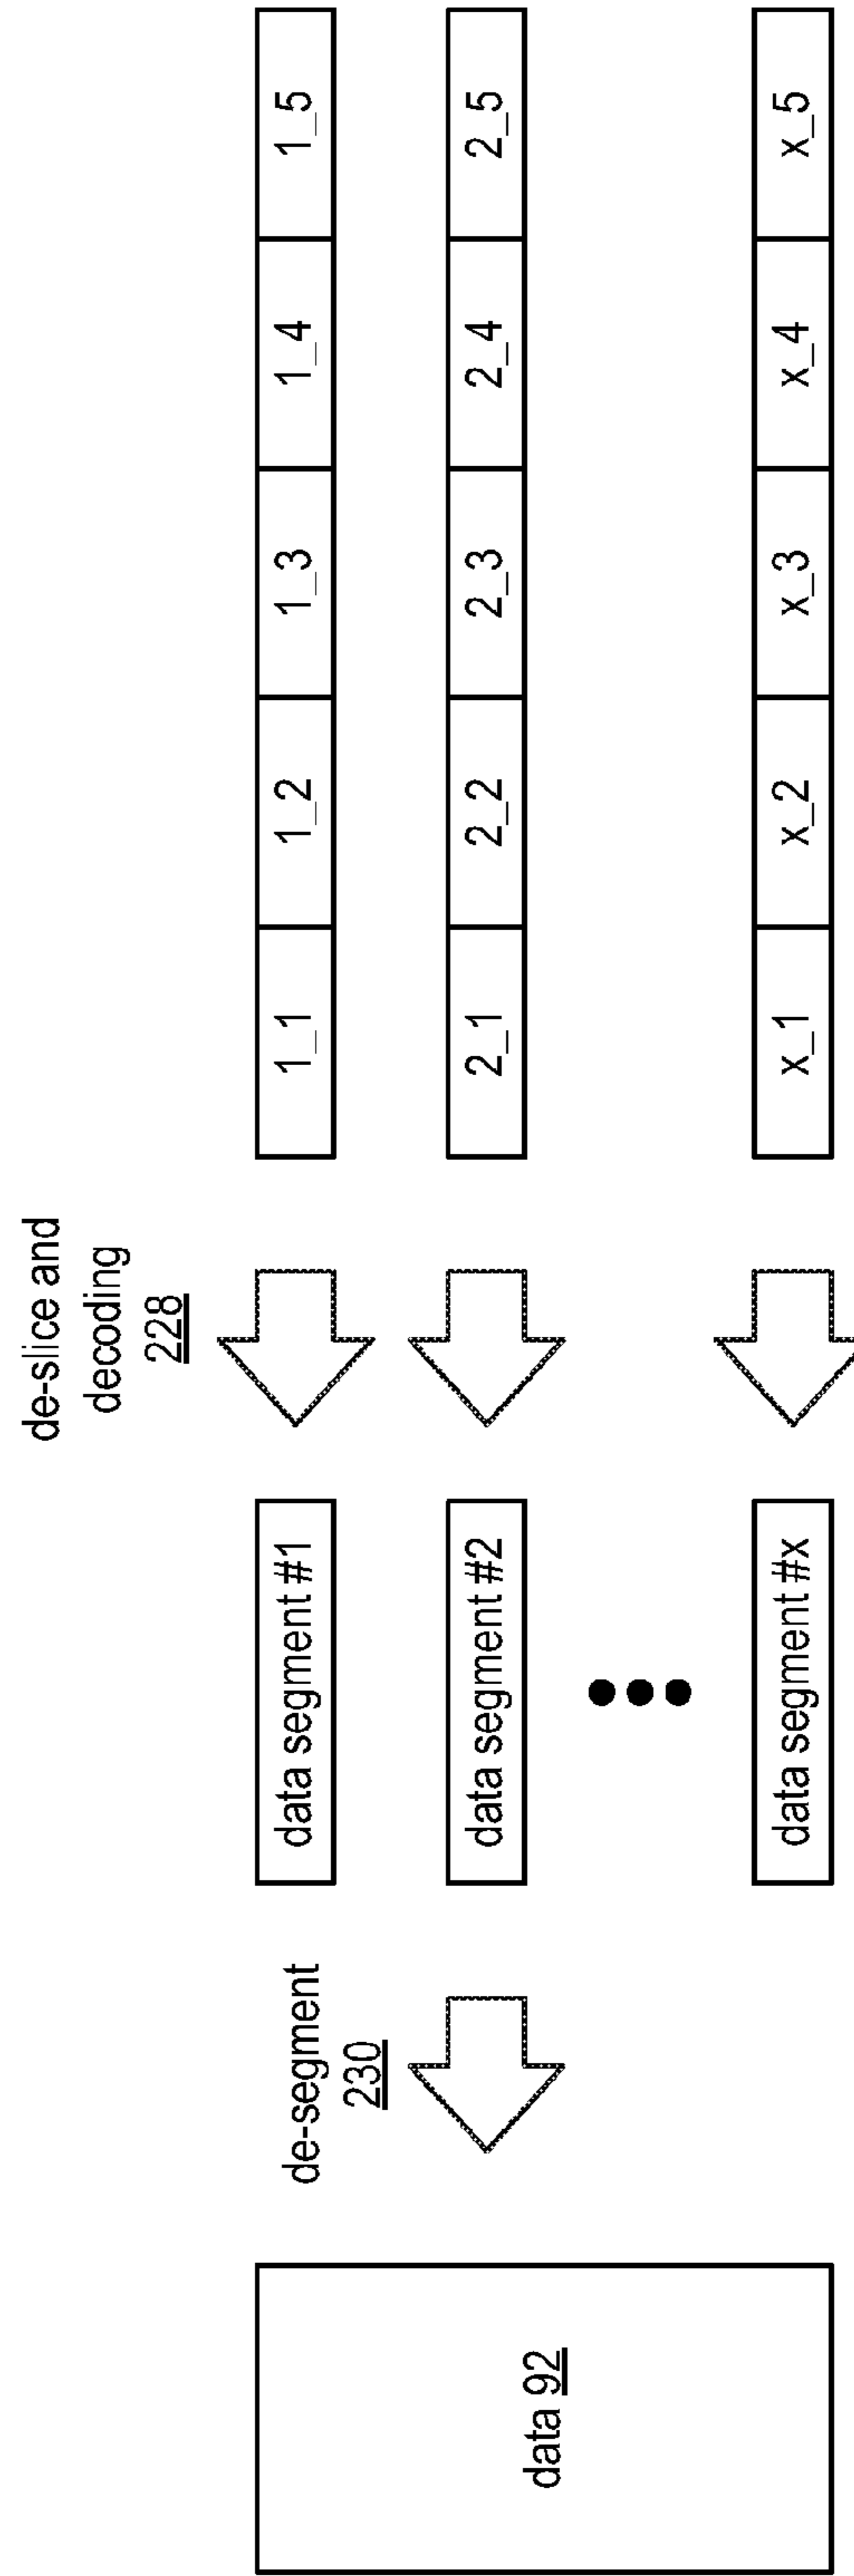 de-slice and
decoding
228
de-segment
230
data 92
data segment #1
1_1 1_2 1_3 1_4 1_5
data segment #2
2_1 2_2 2_3 2_4 2_5
data segment #x
x_1 x_2 x_3 x_4 x_5